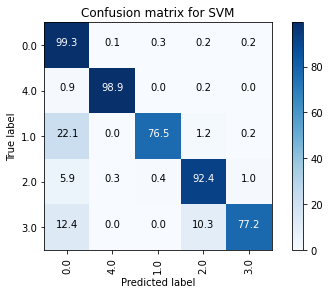 Confusion matrix for SVM
0.0 99.3 0.1 0.3 0.2 0.2
4.0 0.9 98.9 0.0 0.2 0.0
1.0 22.1 0.0 76.5 1.2 0.2
2.0 5.9 0.3 0.4 92.4 1.0
3.0 12.4 0.0 0.0 10.3 77.2
0.0 4.0 1.0 2.0 3.0
True label
Predicted label
80
60
40
20
0